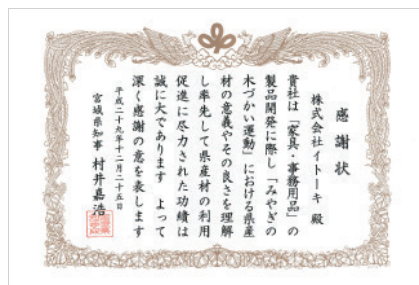 感謝状
株式会社イトーキ 殿
貴社は「家具・事務用品」の
製品開発に際し「みやぎの
木づかい運動」における県産
材の意義やその良さを理解
し率先して県産材の利用
促進に尽力された功績は
誠に大であります よって
深く感謝の意を表します
平成二十九年十二月二十五日
宮城県知事 村井嘉浩